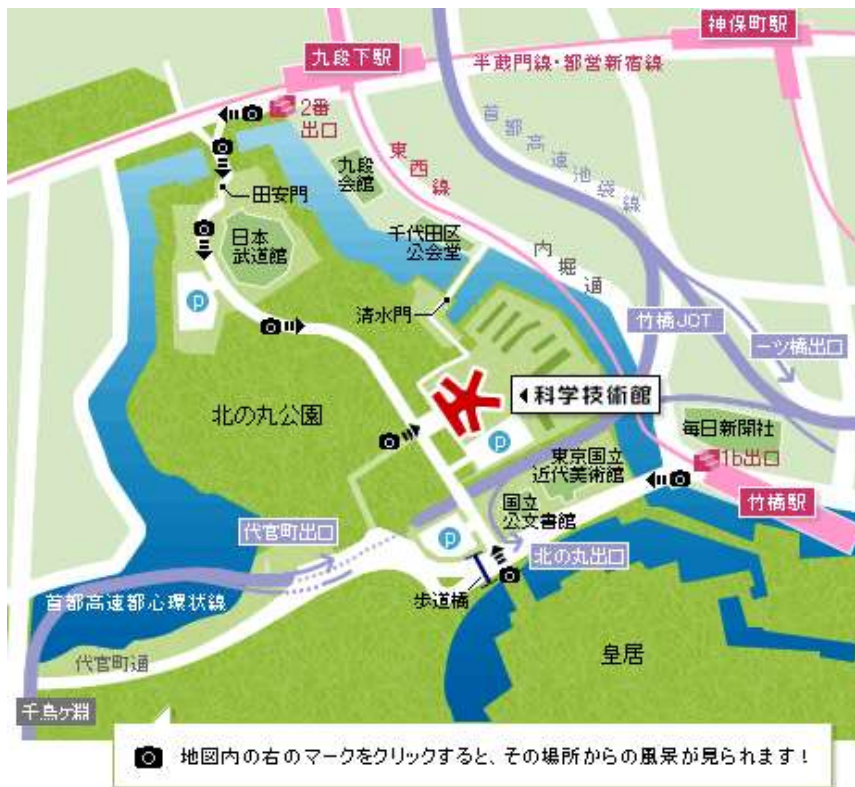 神保町駅
九段下駅
半蔵門線・都営新宿線
2番
出口
首都高速池袋線
東西線
九段
会館
田安門
日本
武道館
千代田区
公会堂
内堀通
P
清水門
竹橋JCT
一ツ橋出口
科学技術館
北の丸公園
毎日新聞社
P
東京国立
近代美術館
1b出口
国立
公文書館
竹橋駅
代官町出口
P
北の丸出口
首都高速都心環状線
歩道橋
代官町通
皇居
千鳥ヶ淵
地図内の右のマークをクリックすると、その場所からの風景が見られます!